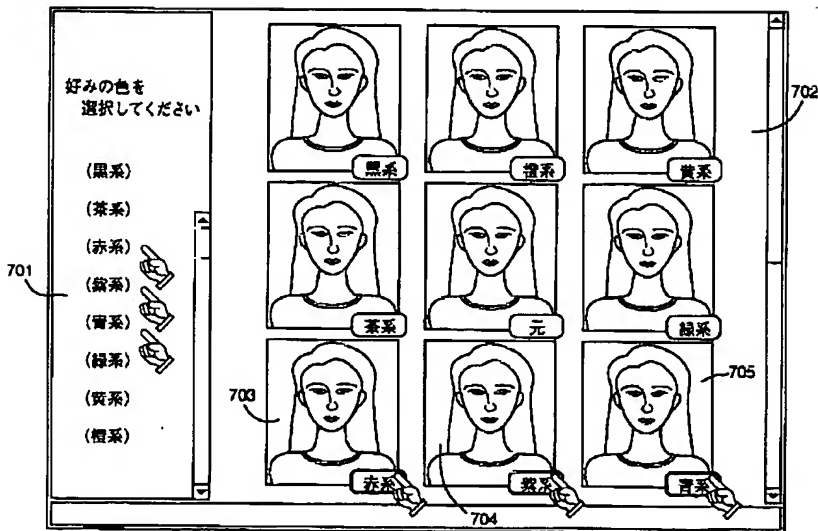 好みの色を
選択してください
(黒系)
(茶系)
(赤系)
(紫系)
(青系)
(緑系)
(黄系)
(橙系)
701
黒系
橙系
黄系
702
茶系
元
緑系
703
705
赤系
紫系
青系
704